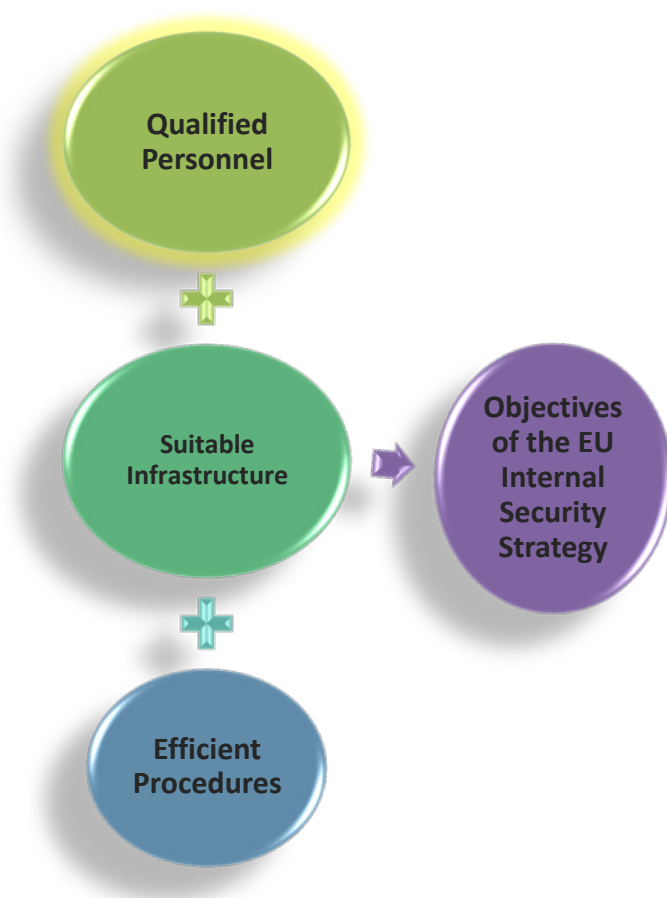 Qualified
Personnel
Suitable
Infrastructure
Objectives
of the EU
Internal
Security
Strategy
Efficient
Procedures